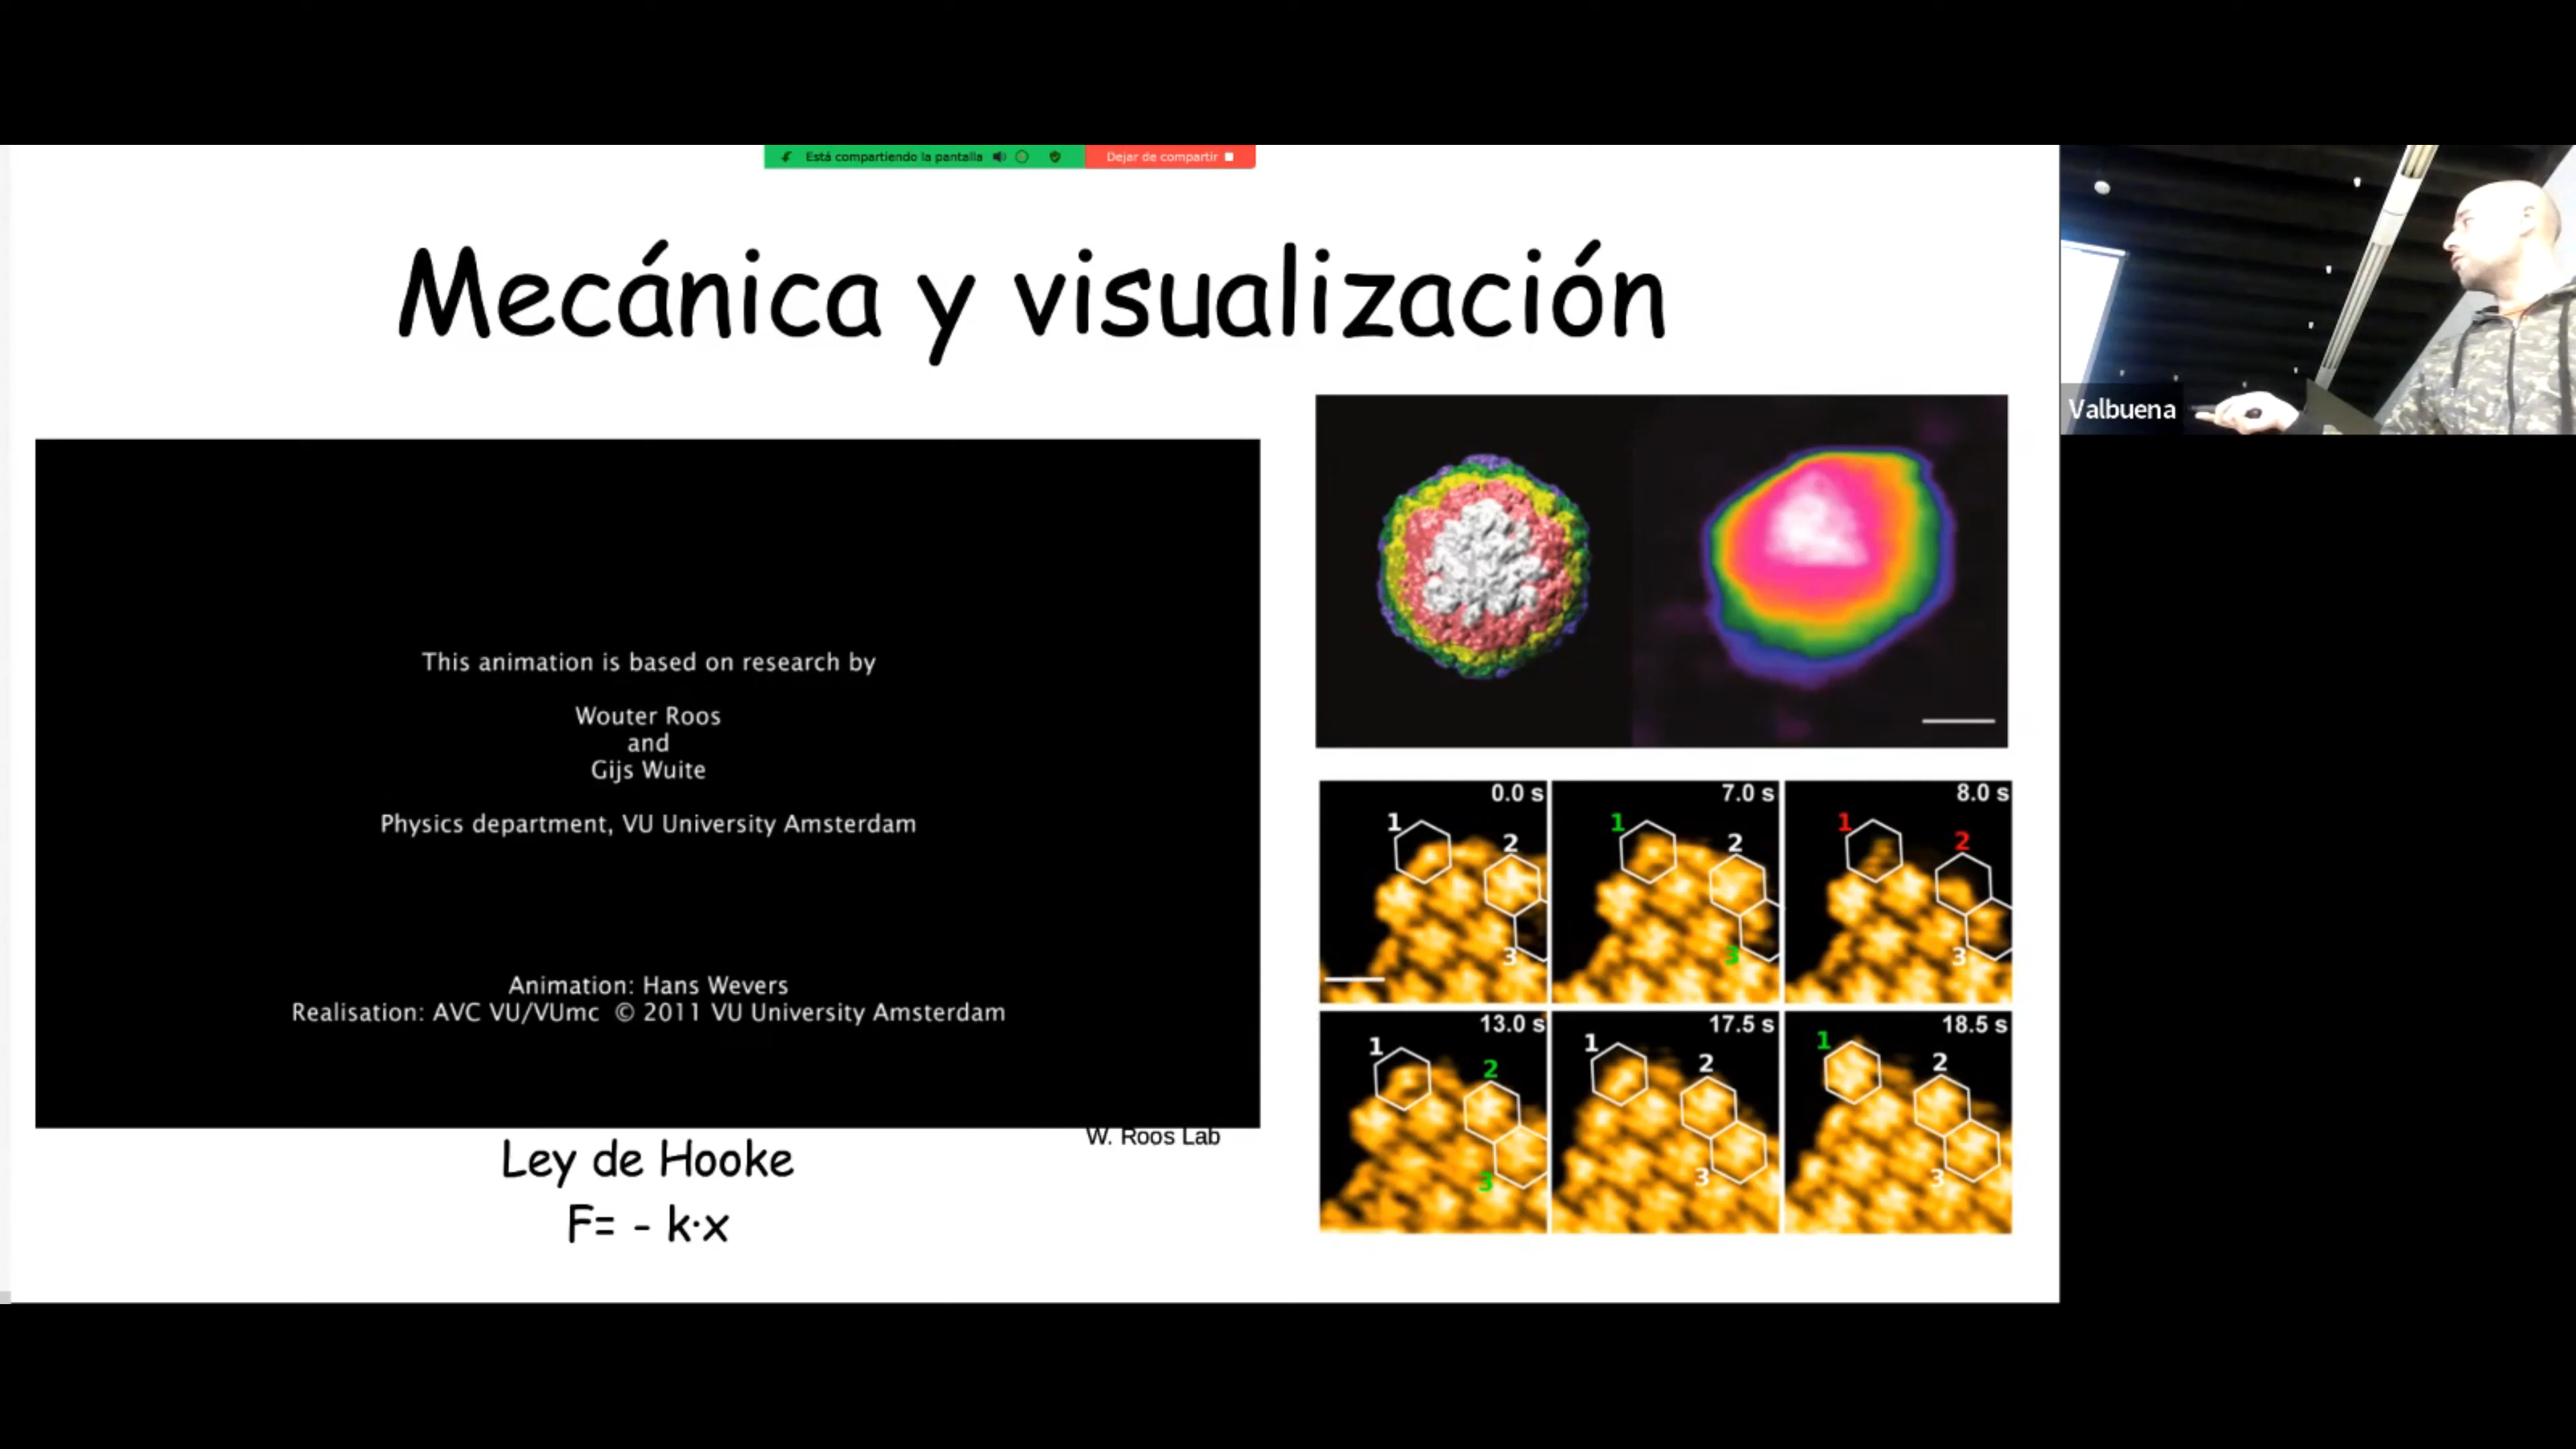 Está compartiendo la pantalla
Dejar de compartir
Mecánica y visualización
Valbuena
This animation is based on research by
Wouter Roos
and
Gijs Wuite
Physics department, VU University Amsterdam
Animation: Hans Wevers
Realisation: AVC VU/VUmc © 2011 VU University Amsterdam
W. Roos Lab
Ley de Hooke
F= - k·x
0.0 s
1
2
3
7.0 s
1
2
3
8.0 s
1
2
3
13.0 s
1
2
3
17.5 s
1
2
3
18.5 s
1
2
3